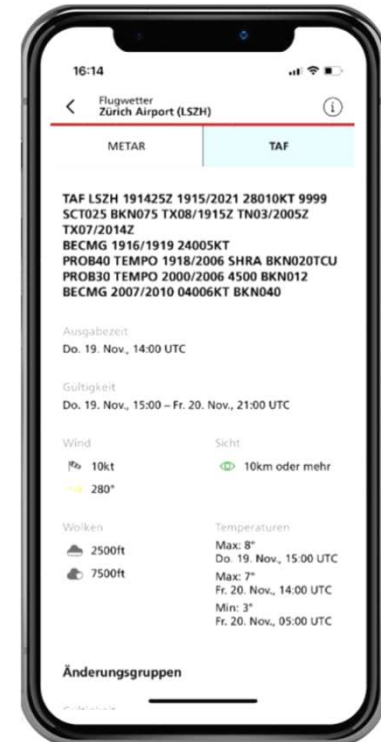 16:14
Flugwetter
Zürich Airport (LSZH)
METAR TAF
TAF LSZH 191425Z 1915/2021 28010KT 9999
SCT025 BKN075 TX08/1915Z TN03/2005Z
TX07/2014Z
BECMG 1916/1919 24005KT
PROB40 TEMPO 1918/2006 SHRA BKN020TCU
PROB30 TEMPO 2000/2006 4500 BKN012
BECMG 2007/2010 04006KT BKN040
Ausgabezeit
Do. 19. Nov., 14:00 UTC
Gültigkeit
Do. 19. Nov., 15:00 – Fr. 20. Nov., 21:00 UTC
Wind Sicht
10kt 10km oder mehr
280°
Wolken Temperaturen
2500ft Max: 8°
Do. 19. Nov., 15:00 UTC
7500ft Max: 7°
Fr. 20. Nov., 14:00 UTC
Min: 3°
Fr. 20. Nov., 05:00 UTC
Änderungsgruppen
Gültigkeit